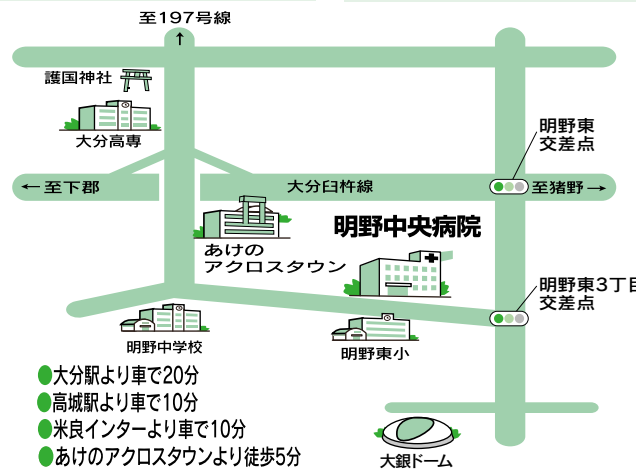 至197号線
↑
護国神社
大分高専
明野東
交差点
←至下郡
大分臼杵線
至猪野→
明野中央病院
あけの
アクロスタウン
明野東3丁目
交差点
明野中学校
明野東小
●大分駅より車で20分
●高城駅より車で10分
●米良インターより車で10分
●あけのアクロスタウンより徒歩5分
大銀ドーム